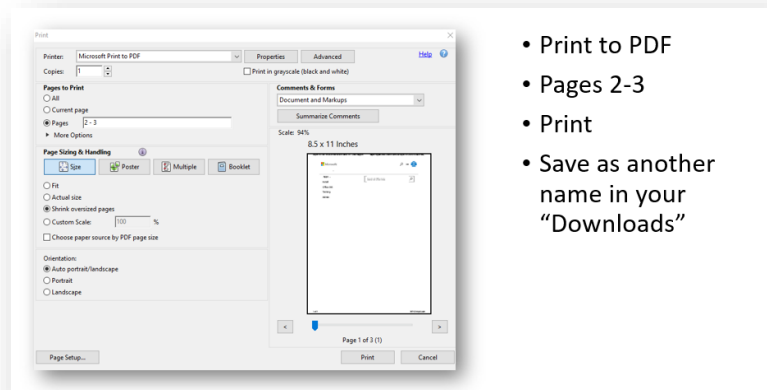 Print
Printer: Microsoft Print to PDF Properties Advanced Help
Copies: 1 Print in grayscale (black and white)
Pages to Print
All
Current page
Pages 2 - 3
More Options
Page Sizing & Handling
Size Poster Multiple Booklet
Fit
Actual size
Shrink oversized pages
Custom Scale: 100 %
Choose paper source by PDF page size
Orientation:
Auto portrait/landscape
Portrait
Landscape
Comments & Forms
Document and Markups
Summarize Comments
Scale: 94%
8.5 x 11 Inches
< >
Page 1 of 3 (1)
Page Setup... Print Cancel
• Print to PDF
• Pages 2-3
• Print
• Save as another
name in your
“Downloads”